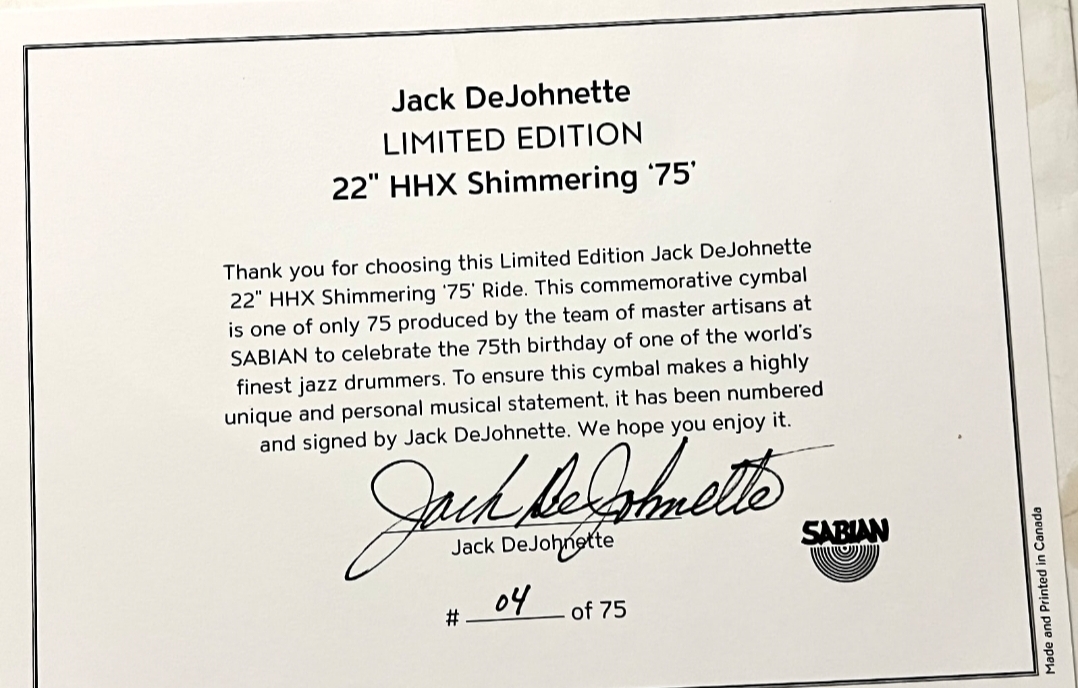 Jack DeJohnette
LIMITED EDITION
22" HHX Shimmering '75'
Thank you for choosing this Limited Edition Jack DeJohnette
22" HHX Shimmering '75' Ride. This commemorative cymbal
is one of only 75 produced by the team of master artisans at
SABIAN to celebrate the 75th birthday of one of the world's
finest jazz drummers. To ensure this cymbal makes a highly
unique and personal musical statement, it has been numbered
and signed by Jack DeJohnette. We hope you enjoy it.
Jack DeJohnette
Jack DeJohnette
SABIAN
# 04 of 75
Made and Printed in Canada